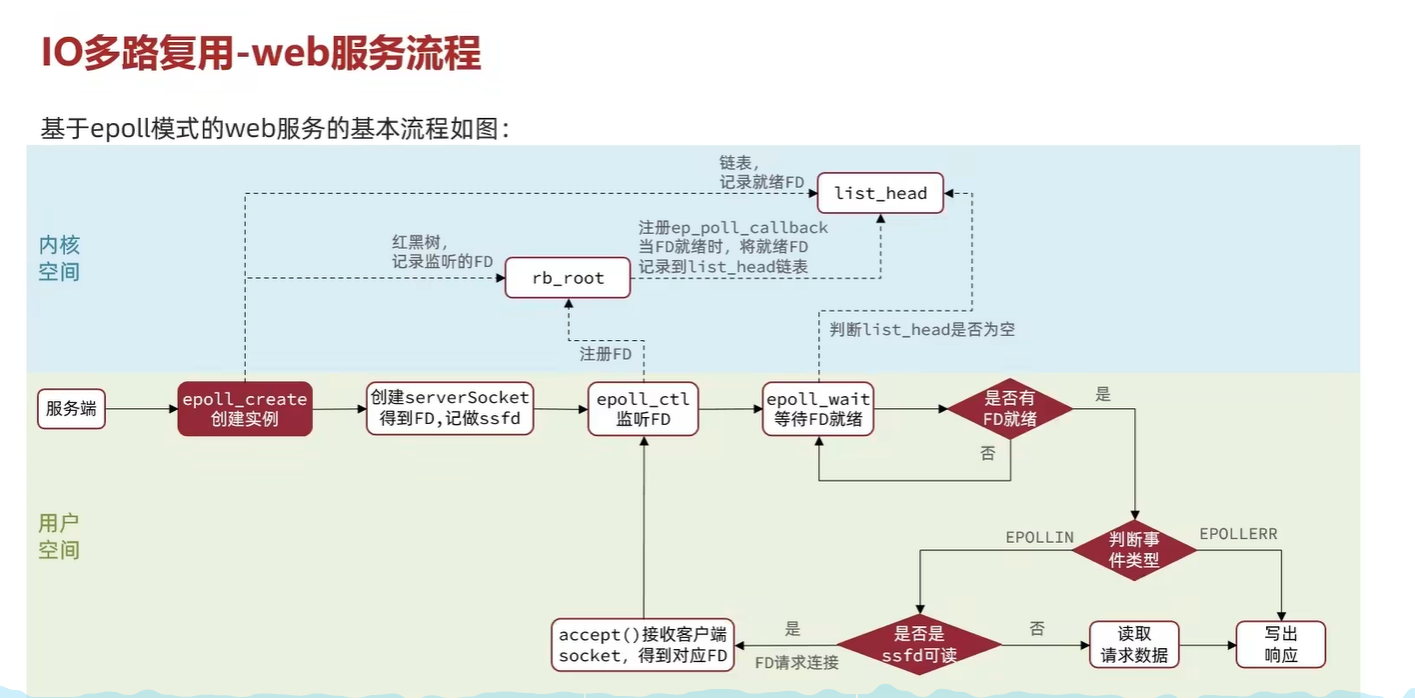 IO多路复用-web服务流程
基于epoll模式的web服务的基本流程如图：
链表，
记录就绪FD
list_head
注册ep_poll_callback
当FD就绪时，将就绪FD
记录到list_head链表
内核
空间
红黑树，
记录监听的FD
rb_root
判断list_head是否为空
注册FD
服务端
epoll_create
创建实例
创建serverSocket
得到FD,记做ssfd
epoll_ctl
监听FD
epoll_wait
等待FD就绪
是否有
FD就绪
是
否
用户
空间
EPOLLIN
判断事
件类型
EPOLLERR
accept()接收客户端
socket，得到对应FD
是
FD请求连接
是否是
ssfd可读
否
读取
请求数据
写出
响应